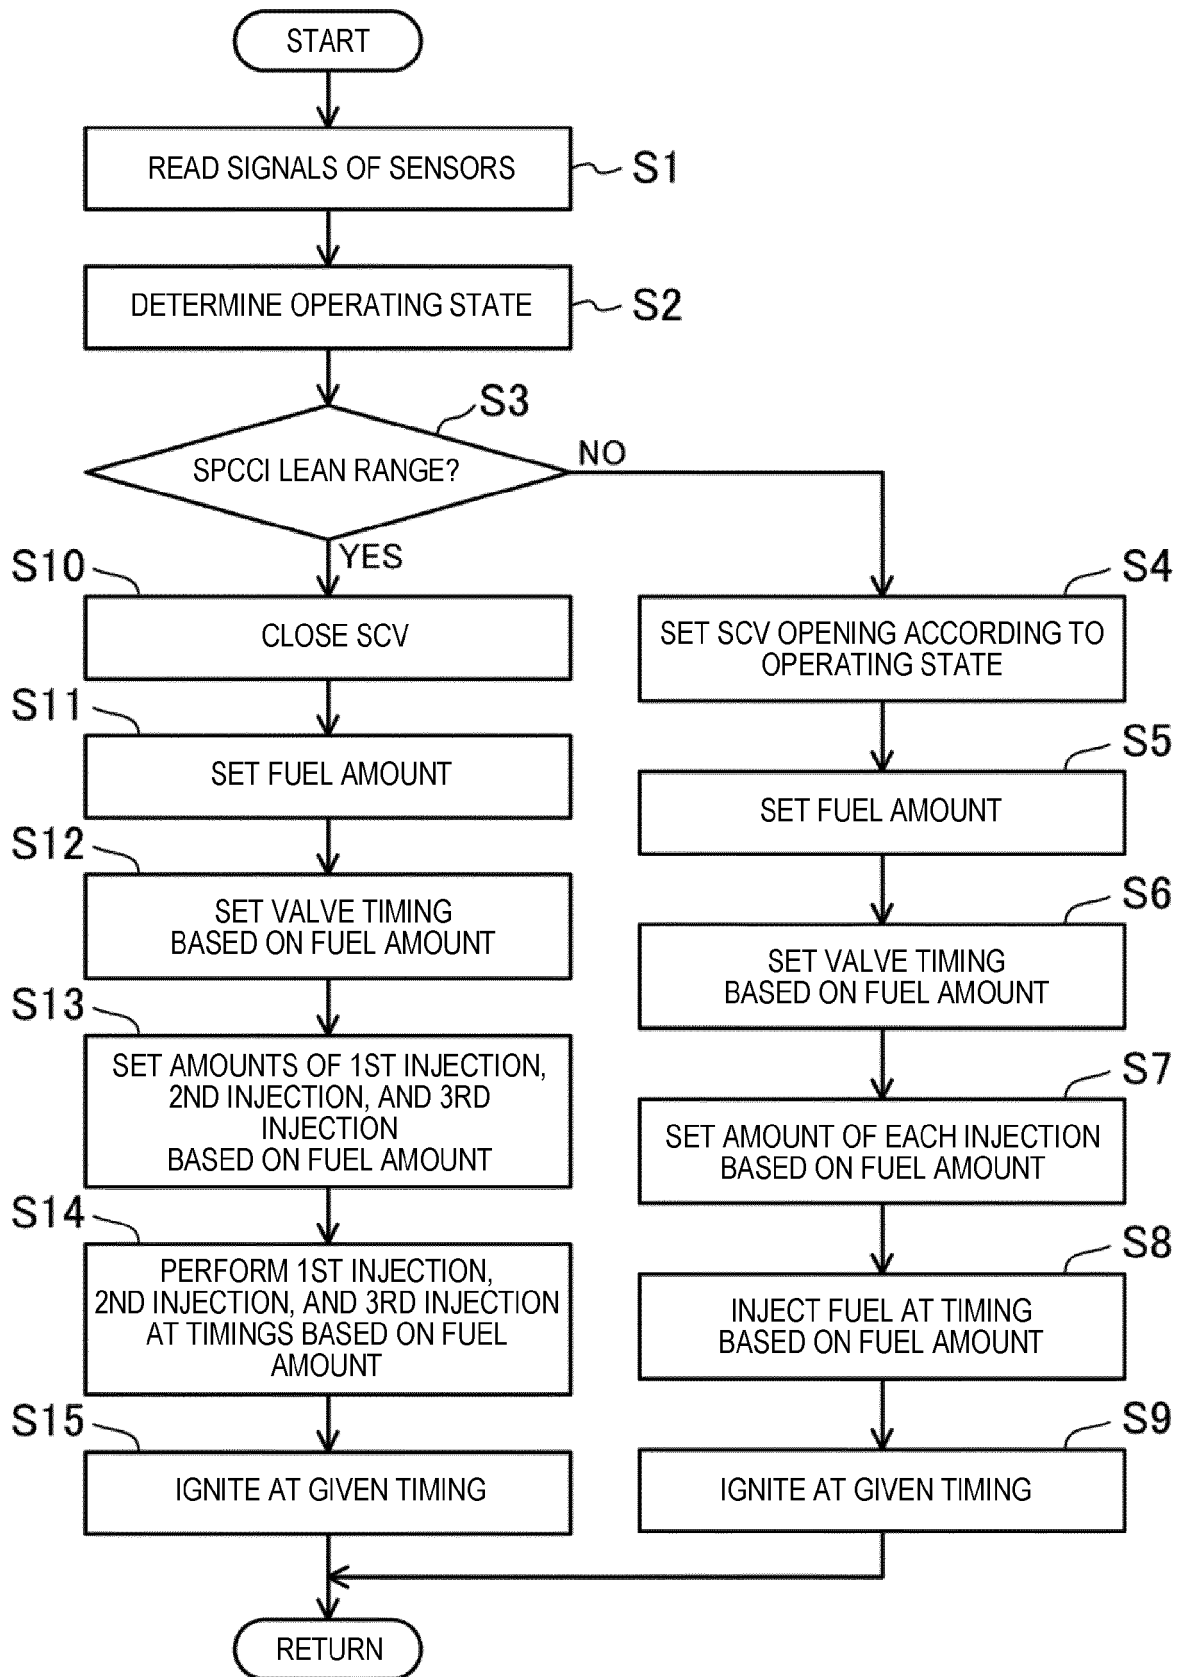 START
READ SIGNALS OF SENSORS
S1
DETERMINE OPERATING STATE
S2
S3
SPCCI LEAN RANGE?
NO
YES
S10
CLOSE SCV
S11
SET FUEL AMOUNT
S12
SET VALVE TIMING
BASED ON FUEL AMOUNT
S13
SET AMOUNTS OF 1ST INJECTION,
2ND INJECTION, AND 3RD
INJECTION
BASED ON FUEL AMOUNT
S14
PERFORM 1ST INJECTION,
2ND INJECTION, AND 3RD INJECTION
AT TIMINGS BASED ON FUEL
AMOUNT
S15
IGNITE AT GIVEN TIMING
S4
SET SCV OPENING ACCORDING TO
OPERATING STATE
S5
SET FUEL AMOUNT
S6
SET VALVE TIMING
BASED ON FUEL AMOUNT
S7
SET AMOUNT OF EACH INJECTION
BASED ON FUEL AMOUNT
S8
INJECT FUEL AT TIMING
BASED ON FUEL AMOUNT
S9
IGNITE AT GIVEN TIMING
RETURN